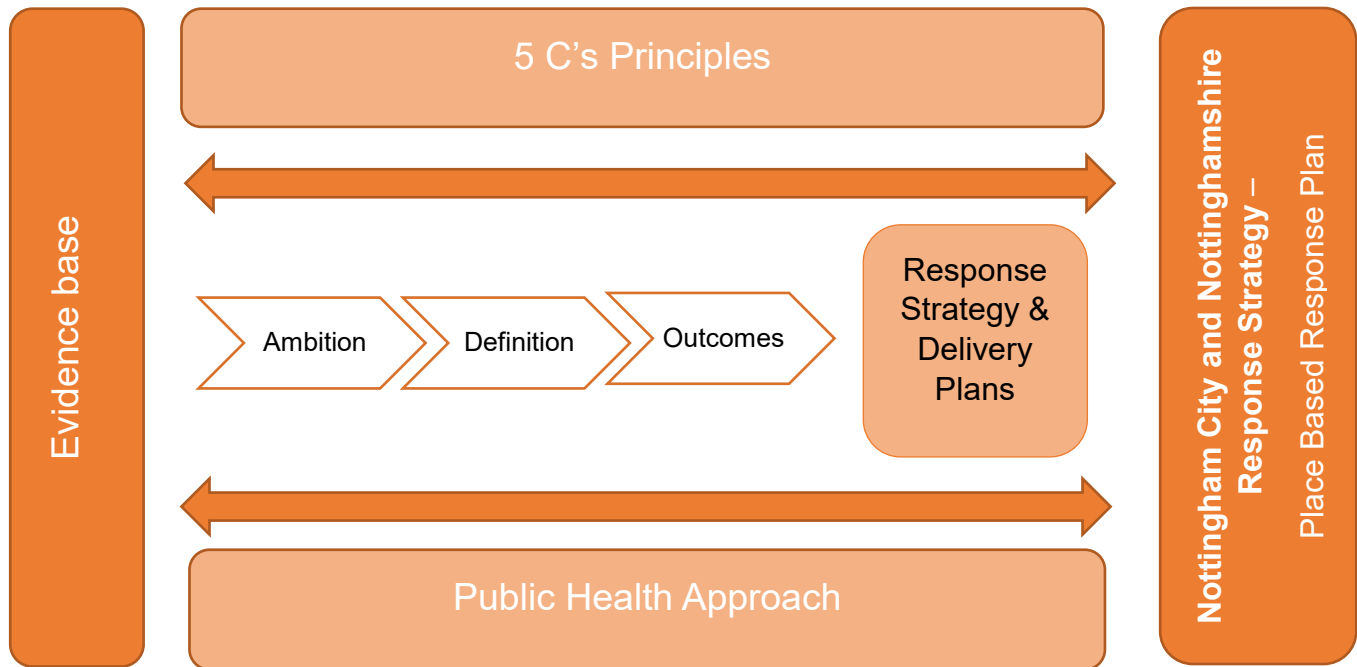 5 C’s Principles
Evidence base
Ambition
Definition
Outcomes
Response
Strategy &
Delivery
Plans
Public Health Approach
Nottingham City and Nottinghamshire
Response Strategy –
Place Based Response Plan